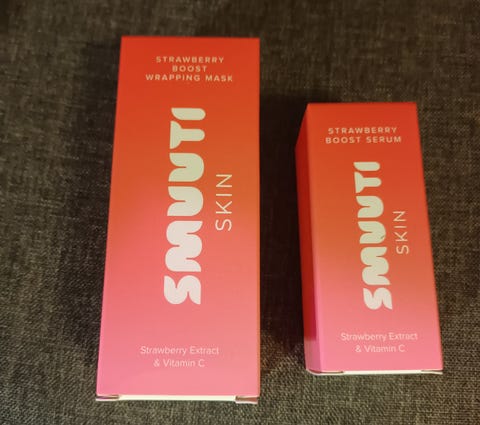 STRAWBERRY
BOOST
WRAPPING MASK
SMUUTI
SKIN
Strawberry Extract
& Vitamin C
STRAWBERRY
BOOST SERUM
SMUUTI
SKIN
Strawberry Extract
& Vitamin C